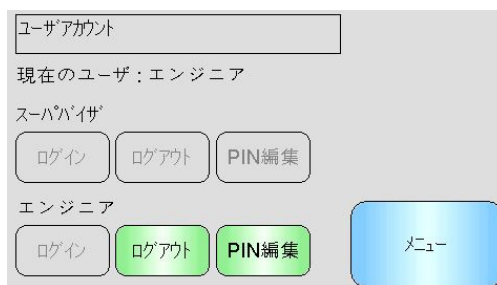 ユーザアカウント
現在のユーザ:エンジニア
スーパバイザ
ログイン ログアウト PIN編集
エンジニア
ログイン ログアウト PIN編集 メニュー